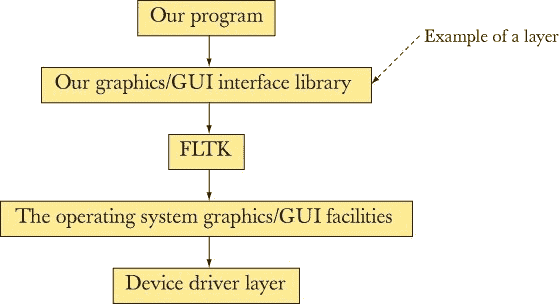 Our program
Example of a layer
Our graphics/GUI interface library
FLTK
The operating system graphics/GUI facilities
Device driver layer